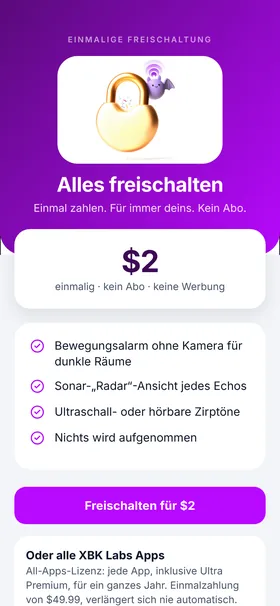 EINMALIGE FREISCHALTUNG
Alles freischalten
Einmal zahlen. Für immer deins. Kein Abo.
$2
einmalig · kein Abo · keine Werbung
Bewegungsalarm ohne Kamera für
dunkle Räume
Sonar-„Radar“-Ansicht jedes Echos
Ultraschall- oder hörbare Zirptöne
Nichts wird aufgenommen
Freischalten für $2
Oder alle XBK Labs Apps
All-Apps-Lizenz: jede App, inklusive Ultra
Premium, für ein ganzes Jahr. Einmalzahlung
von $49.99, verlängert sich nie automatisch.